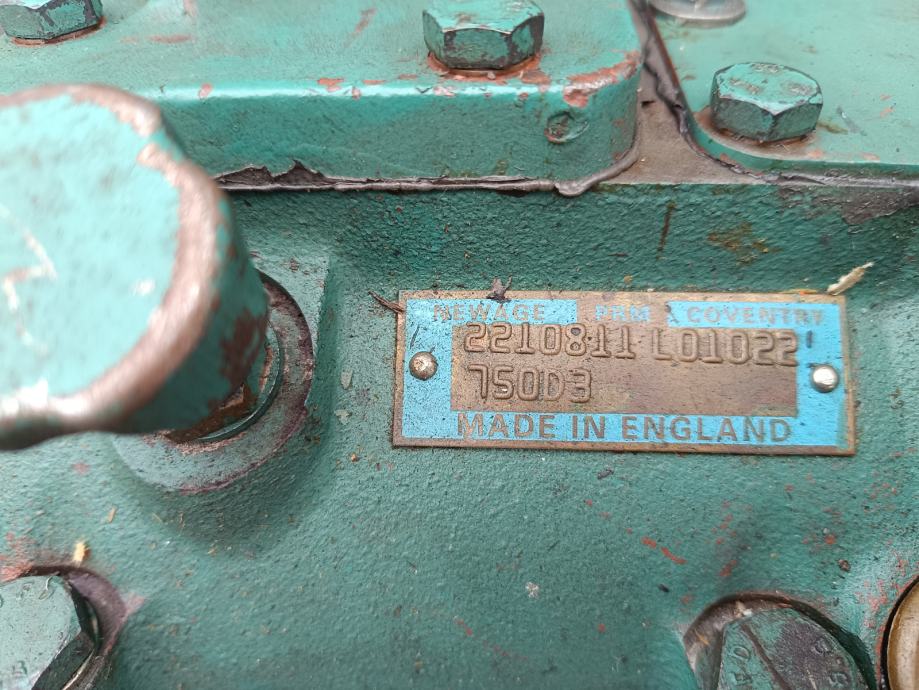 NEWAGE PRM COVENTRY
2210811 L01022
750D3
MADE IN ENGLAND